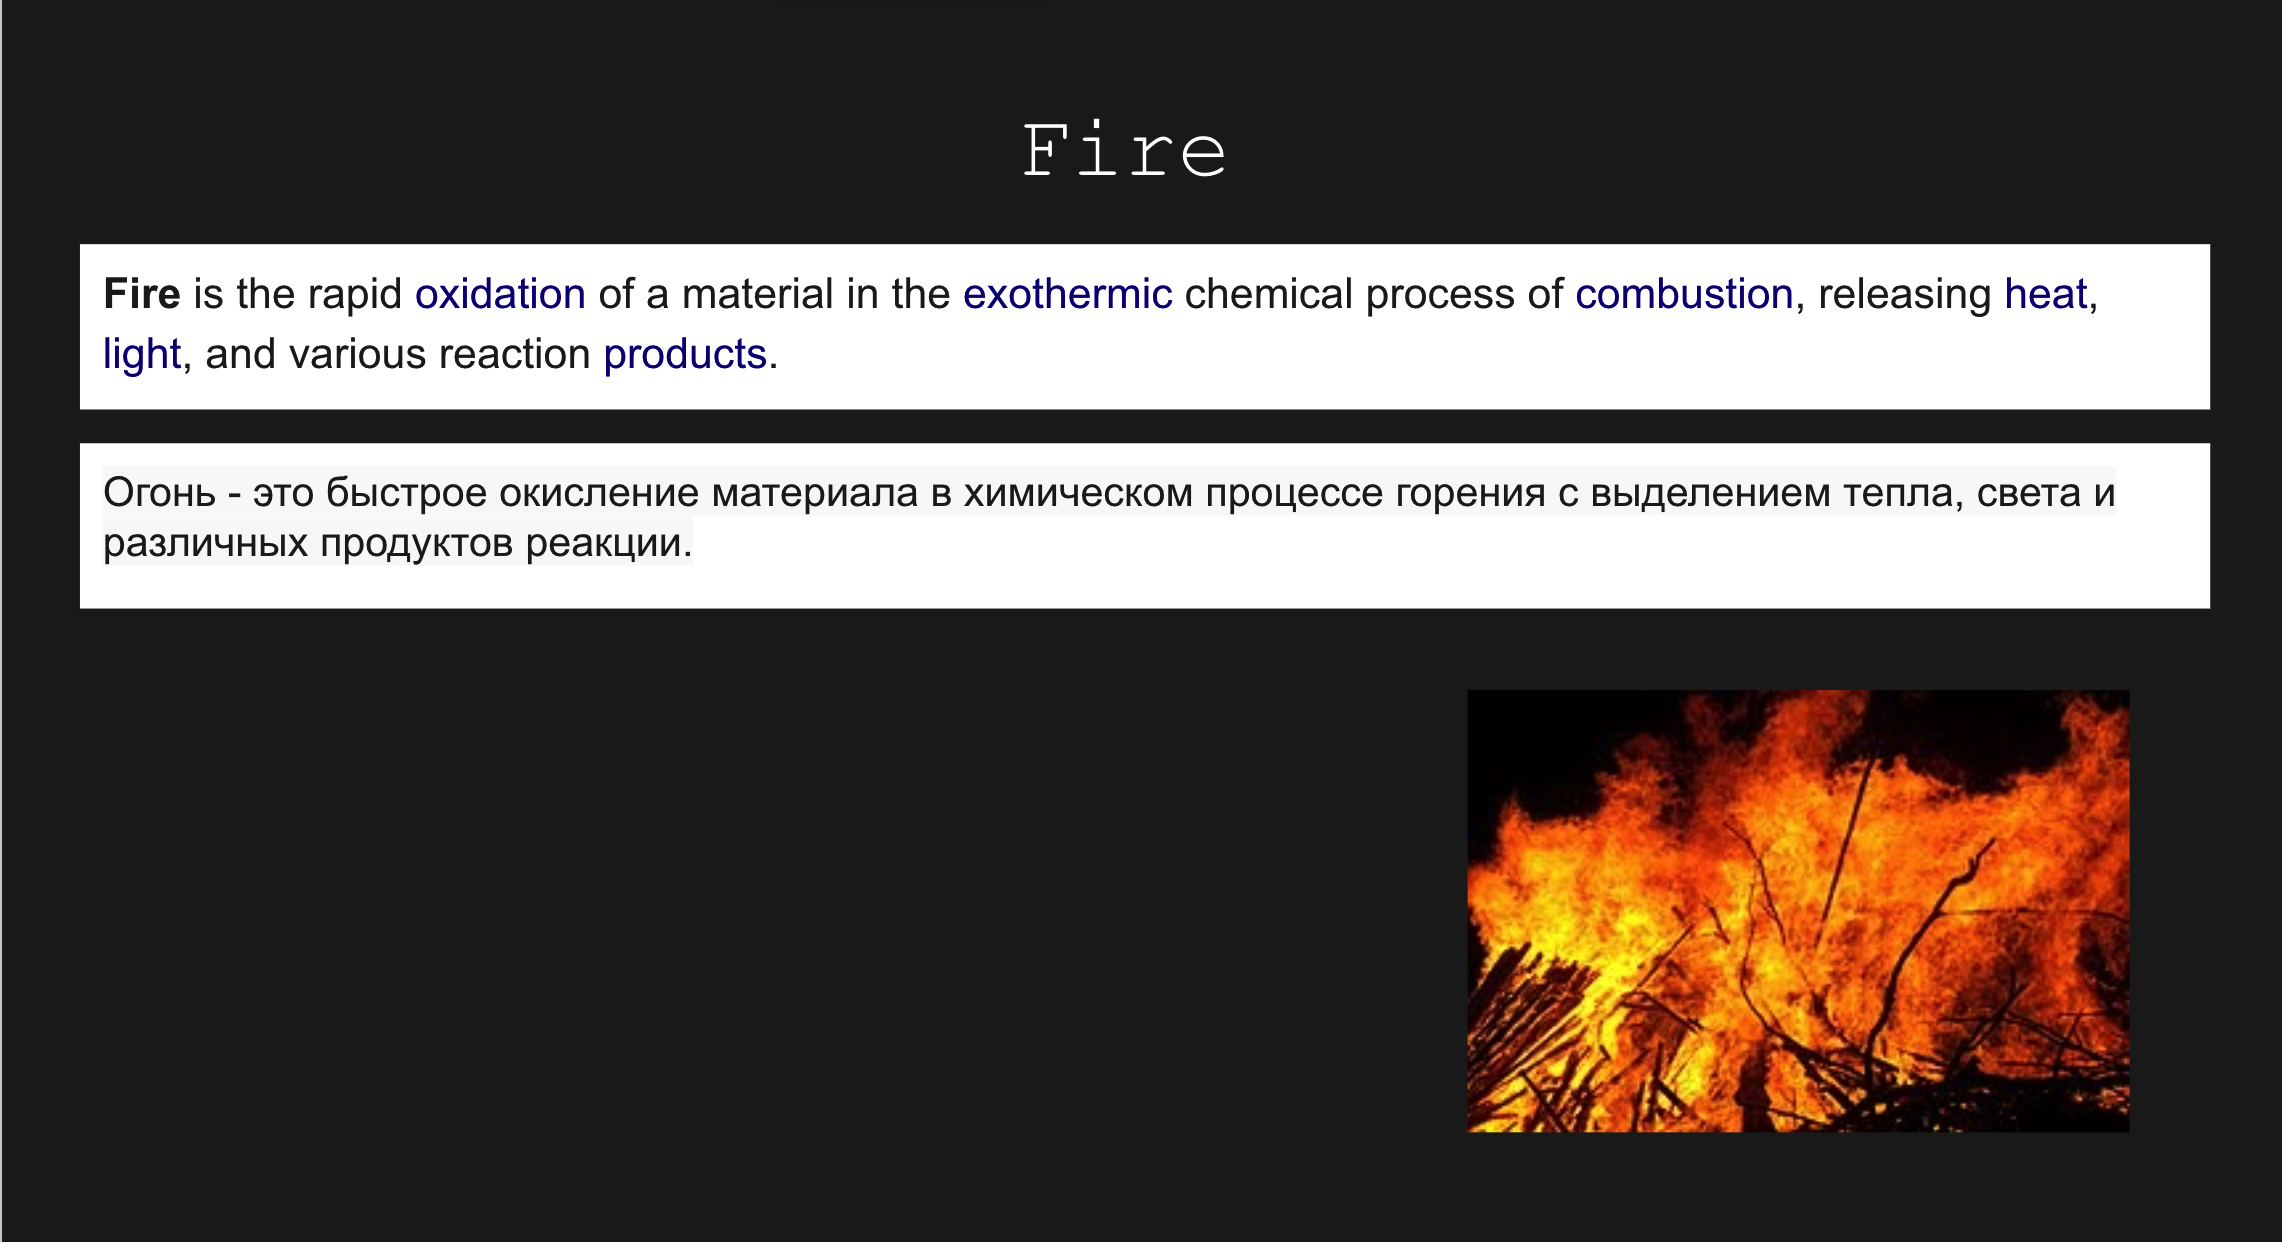 Fire
Fire is the rapid oxidation of a material in the exothermic chemical process of combustion, releasing heat,
light, and various reaction products.
Огонь - это быстрое окисление материала в химическом процессе горения с выделением тепла, света и
различных продуктов реакции.